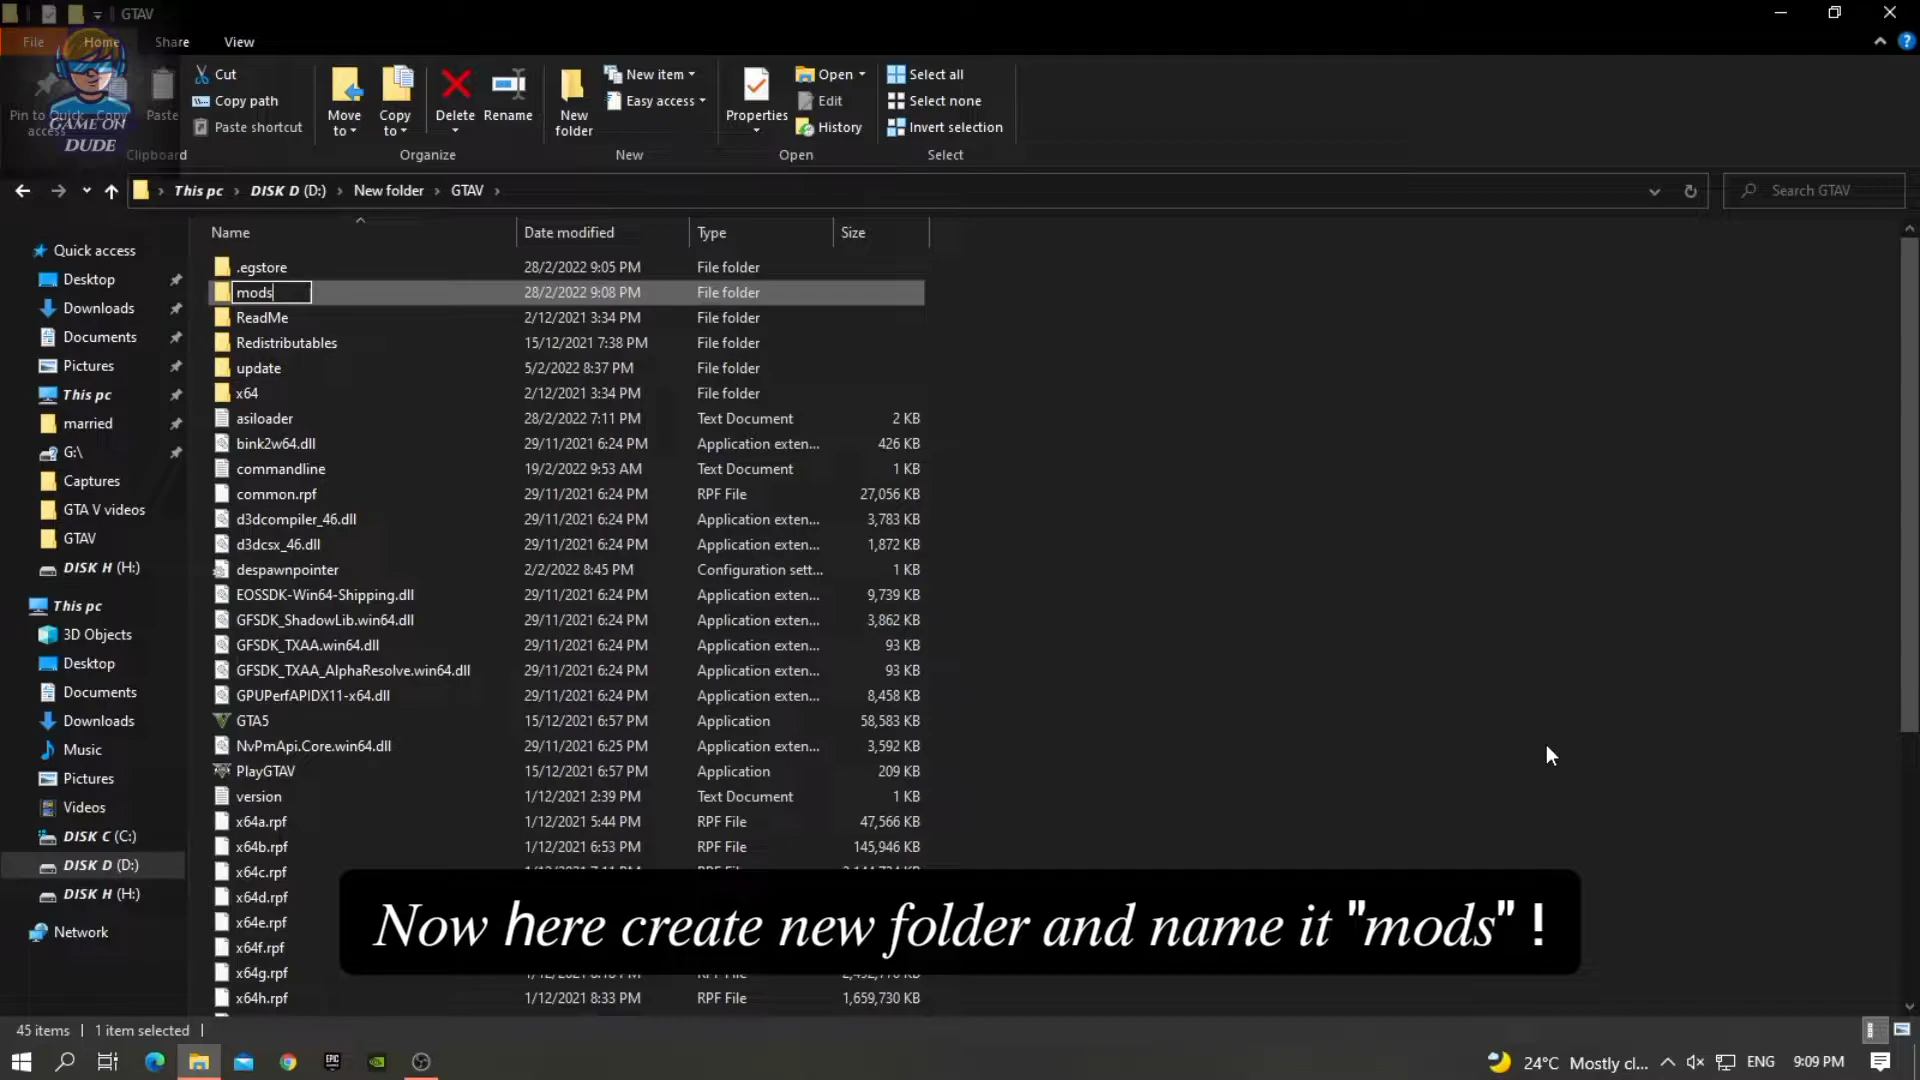 GTAV
File
Home
Share
View
Pin to Quick access
Copy
Paste
Cut
Copy path
Paste shortcut
Clipboard
GAME ON
DUDE
Move to
Copy to
Delete
Rename
Organize
New folder
New item
Easy access
New
Properties
Open
Edit
History
Open
Select all
Select none
Invert selection
Select
This pc › DISK D (D:) › New folder › GTAV ›
Search GTAV
Name Date modified Type Size
Quick access
Desktop
Downloads
Documents
Pictures
This pc
married
G:\
Captures
GTA V videos
GTAV
DISK H (H:)
This pc
3D Objects
Desktop
Documents
Downloads
Music
Pictures
Videos
DISK C (C:)
DISK D (D:)
DISK H (H:)
Network
.egstore 28/2/2022 9:05 PM File folder
mods 28/2/2022 9:08 PM File folder
ReadMe 2/12/2021 3:34 PM File folder
Redistributables 15/12/2021 7:38 PM File folder
update 5/2/2022 8:37 PM File folder
x64 2/12/2021 3:34 PM File folder
asiloader 28/2/2022 7:11 PM Text Document 2 KB
bink2w64.dll 29/11/2021 6:24 PM Application exten... 426 KB
commandline 19/2/2022 9:53 AM Text Document 1 KB
common.rpf 29/11/2021 6:24 PM RPF File 27,056 KB
d3dcompiler_46.dll 29/11/2021 6:24 PM Application exten... 3,783 KB
d3dcsx_46.dll 29/11/2021 6:24 PM Application exten... 1,872 KB
despawnpointer 2/2/2022 8:45 PM Configuration sett... 1 KB
EOSSDK-Win64-Shipping.dll 29/11/2021 6:24 PM Application exten... 9,739 KB
GFSDK_ShadowLib.win64.dll 29/11/2021 6:24 PM Application exten... 3,862 KB
GFSDK_TXAA.win64.dll 29/11/2021 6:24 PM Application exten... 93 KB
GFSDK_TXAA_AlphaResolve.win64.dll 29/11/2021 6:24 PM Application exten... 93 KB
GPUPerfAPIDX11-x64.dll 29/11/2021 6:24 PM Application exten... 8,458 KB
GTA5 15/12/2021 6:57 PM Application 58,583 KB
NvPmApi.Core.win64.dll 29/11/2021 6:25 PM Application exten... 3,592 KB
PlayGTAV 15/12/2021 6:57 PM Application 209 KB
version 1/12/2021 2:39 PM Text Document 1 KB
x64a.rpf 1/12/2021 5:44 PM RPF File 47,566 KB
x64b.rpf 1/12/2021 6:53 PM RPF File 145,946 KB
x64c.rpf
x64d.rpf
x64e.rpf
x64f.rpf
x64g.rpf
x64h.rpf 1/12/2021 8:33 PM RPF File 1,659,730 KB
Now here create new folder and name it "mods" !
45 items
1 item selected
EPIC
24°C Mostly cl...
ENG
9:09 PM